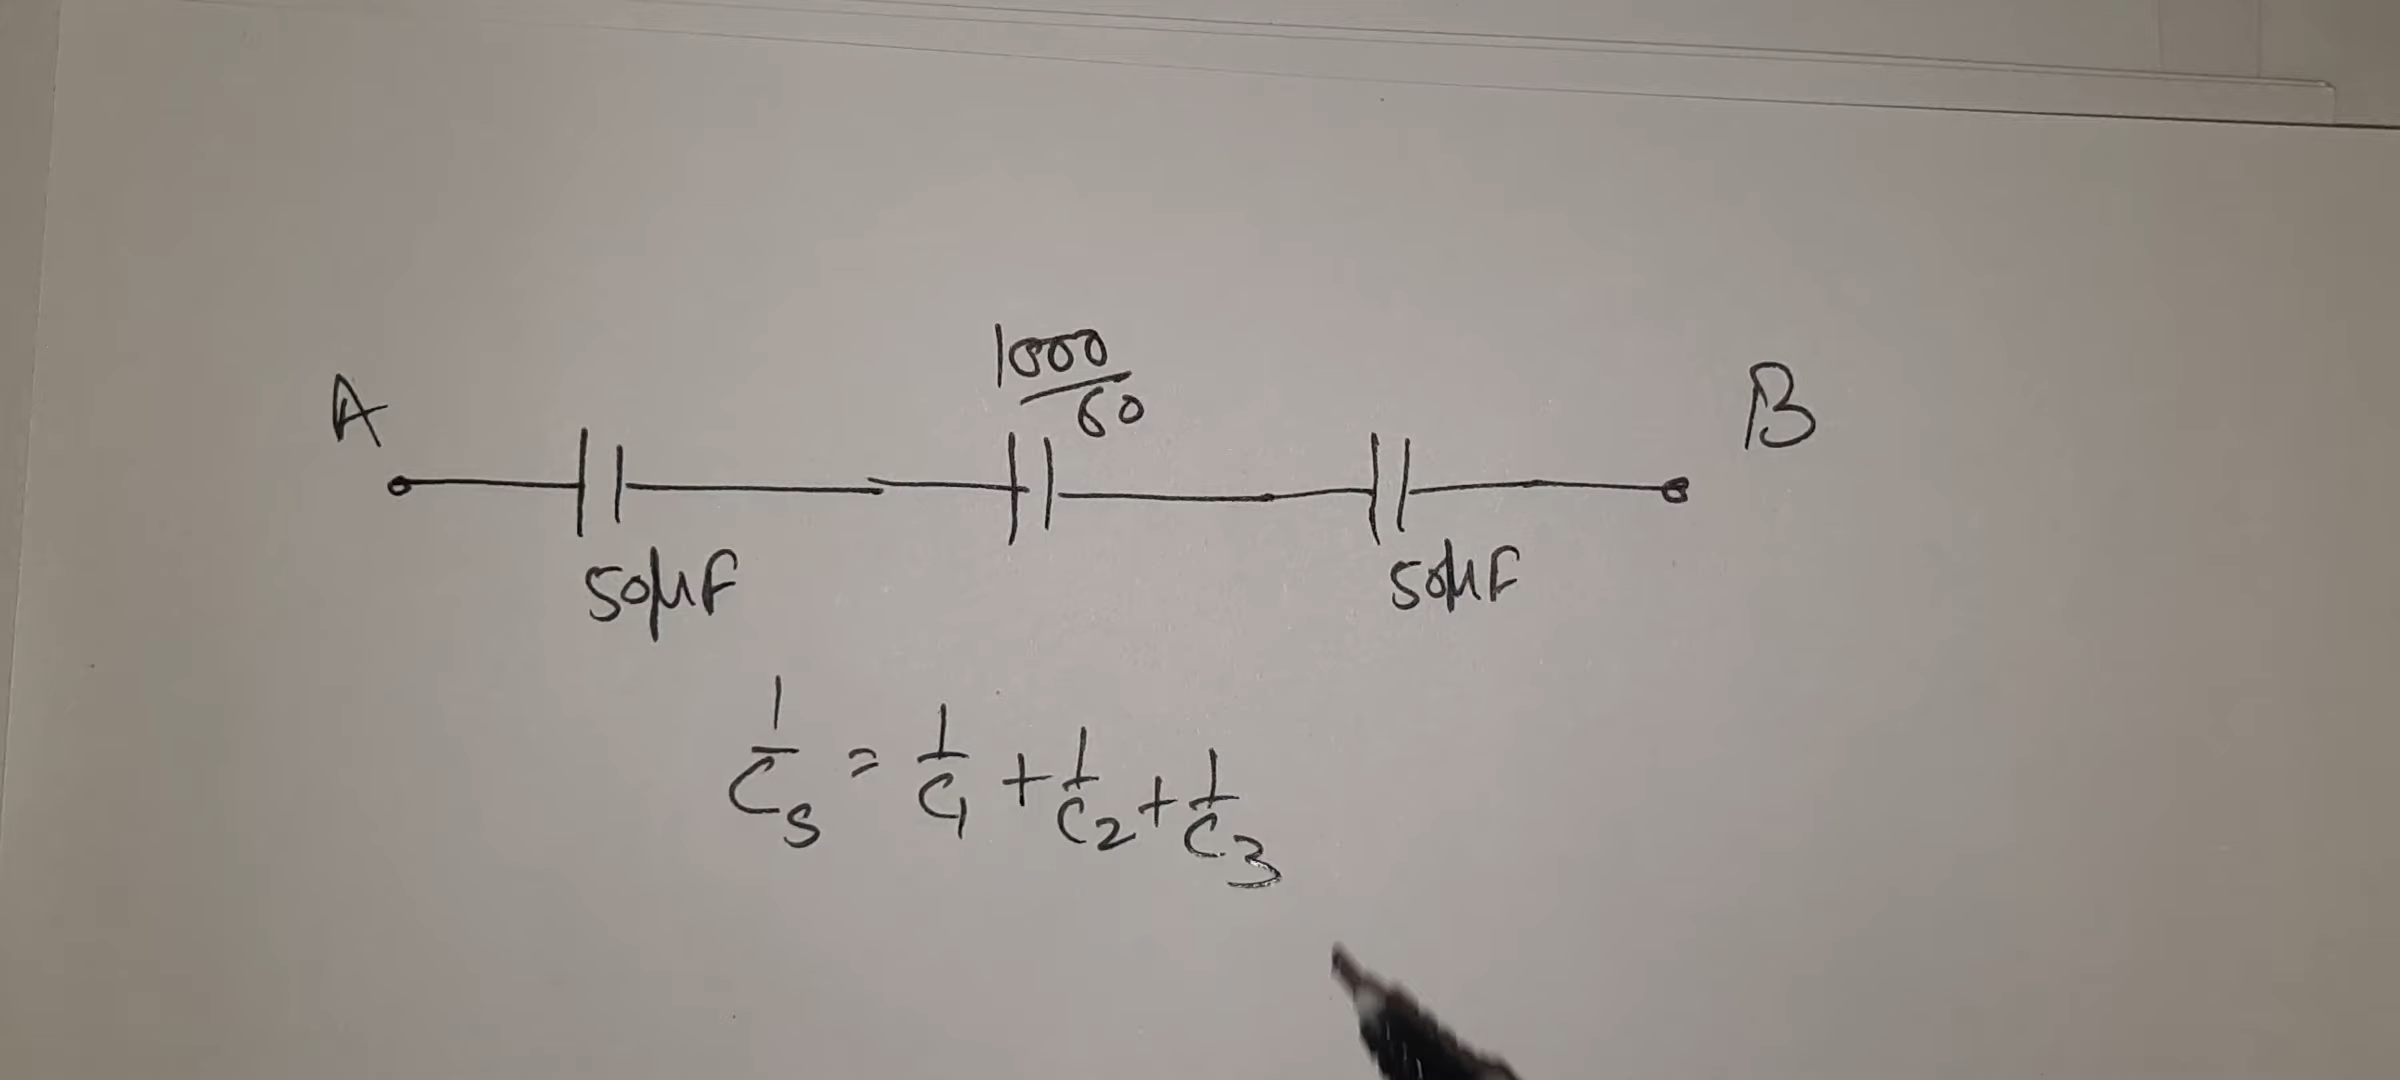 1000
60
A
B
50μF
50μF
1/Cs = 1/C1 + 1/C2 + 1/C3